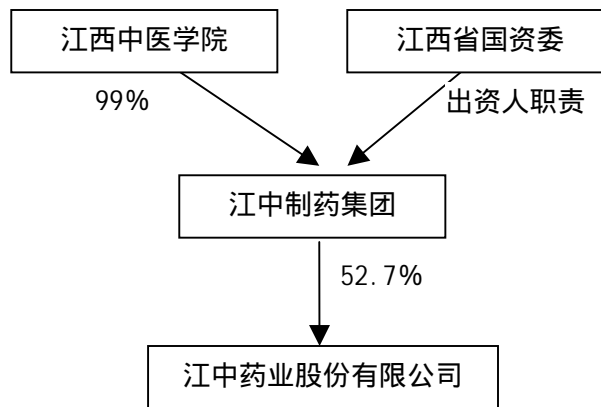 江西中医学院
江西省国资委
99%
出资人职责
江中制药集团
52.7%
江中药业股份有限公司